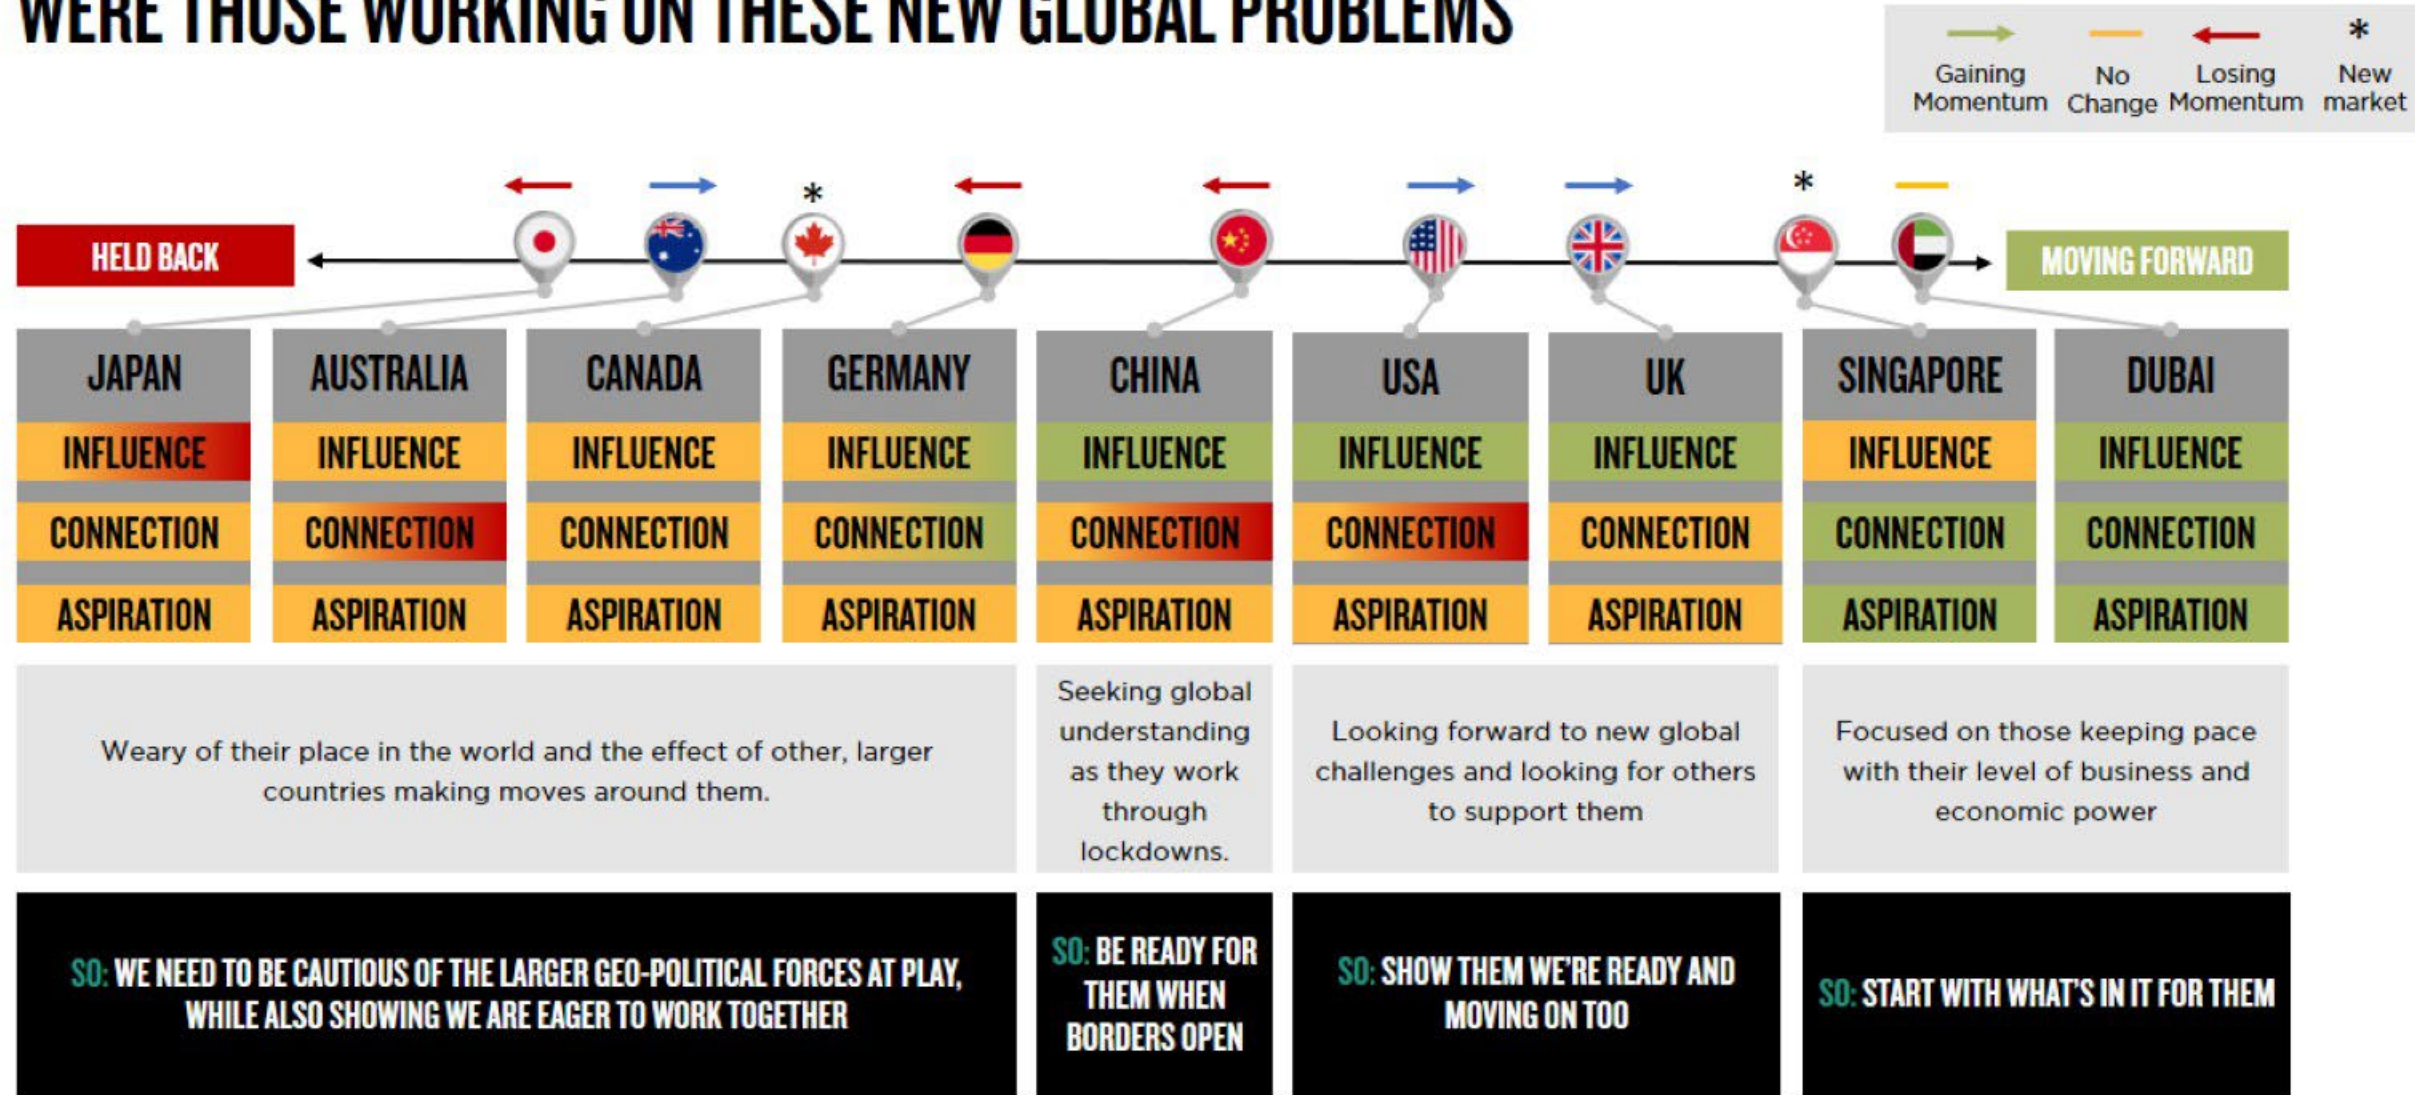 WERE THOSE WORKING ON THESE NEW GLOBAL PROBLEMS
*
Gaining
Momentum
No
Change
Losing
Momentum
New
market
*
*
HELD BACK
MOVING FORWARD
JAPAN
INFLUENCE
CONNECTION
ASPIRATION
AUSTRALIA
INFLUENCE
CONNECTION
ASPIRATION
CANADA
INFLUENCE
CONNECTION
ASPIRATION
GERMANY
INFLUENCE
CONNECTION
ASPIRATION
CHINA
INFLUENCE
CONNECTION
ASPIRATION
USA
INFLUENCE
CONNECTION
ASPIRATION
UK
INFLUENCE
CONNECTION
ASPIRATION
SINGAPORE
INFLUENCE
CONNECTION
ASPIRATION
DUBAI
INFLUENCE
CONNECTION
ASPIRATION
Weary of their place in the world and the effect of other, larger
countries making moves around them.
Seeking global
understanding
as they work
through
lockdowns.
Looking forward to new global
challenges and looking for others
to support them
Focused on those keeping pace
with their level of business and
economic power
SO: WE NEED TO BE CAUTIOUS OF THE LARGER GEO-POLITICAL FORCES AT PLAY,
WHILE ALSO SHOWING WE ARE EAGER TO WORK TOGETHER
SO: BE READY FOR
THEM WHEN
BORDERS OPEN
SO: SHOW THEM WE'RE READY AND
MOVING ON TOO
SO: START WITH WHAT'S IN IT FOR THEM